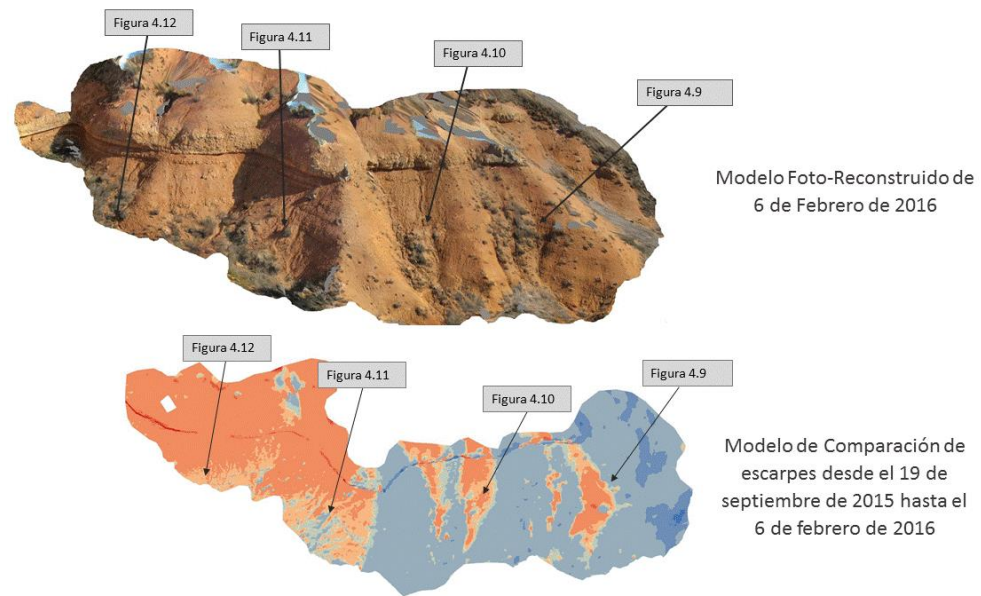 Figura 4.12
Figura 4.11
Figura 4.10
Figura 4.9
Modelo Foto-Reconstruido de
6 de Febrero de 2016
Figura 4.12
Figura 4.11
Figura 4.10
Figura 4.9
Modelo de Comparación de
escarpes desde el 19 de
septiembre de 2015 hasta el
6 de febrero de 2016